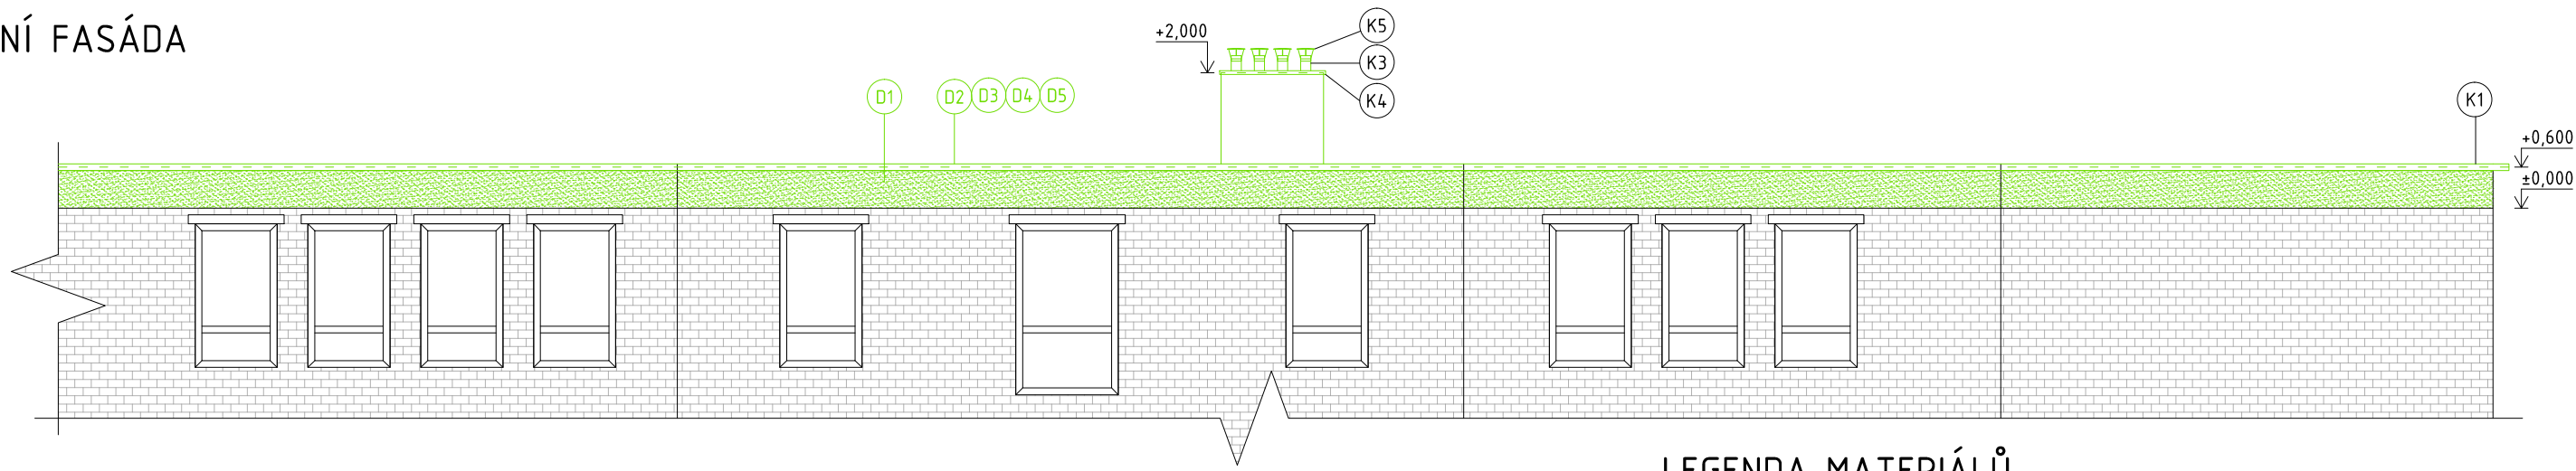 NÍ FASÁDA
+2,000
K5
K3
K4
D1
D2 D3 D4 D5
K1
+0,600
±0,000
LEGENDA MATERIÁLŮ